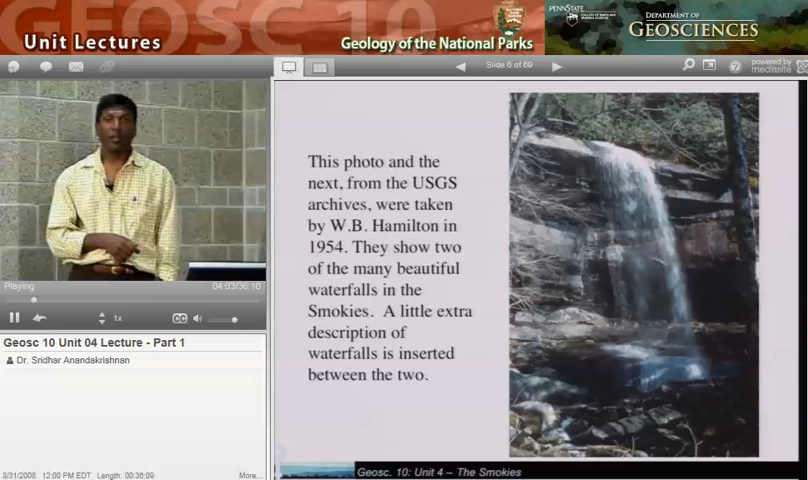 GEOSC 10
Unit Lectures
Geology of the National Parks
PENNSTATE
DEPARTMENT OF
GEOSCIENCES
Slide 6 of 69
powered by
mediasite
This photo and the
next, from the USGS
archives, were taken
by W.B. Hamilton in
1954. They show two
of the many beautiful
waterfalls in the
Smokies. A little extra
description of
waterfalls is inserted
between the two.
Playing
04:03/36:10
1x
CC
Geosc 10 Unit 04 Lecture - Part 1
Dr. Sridhar Anandakrishnan
8/31/2008 12:00 PM EDT Length: 00:36:09
More...
Geosc. 10: Unit 4 – The Smokies